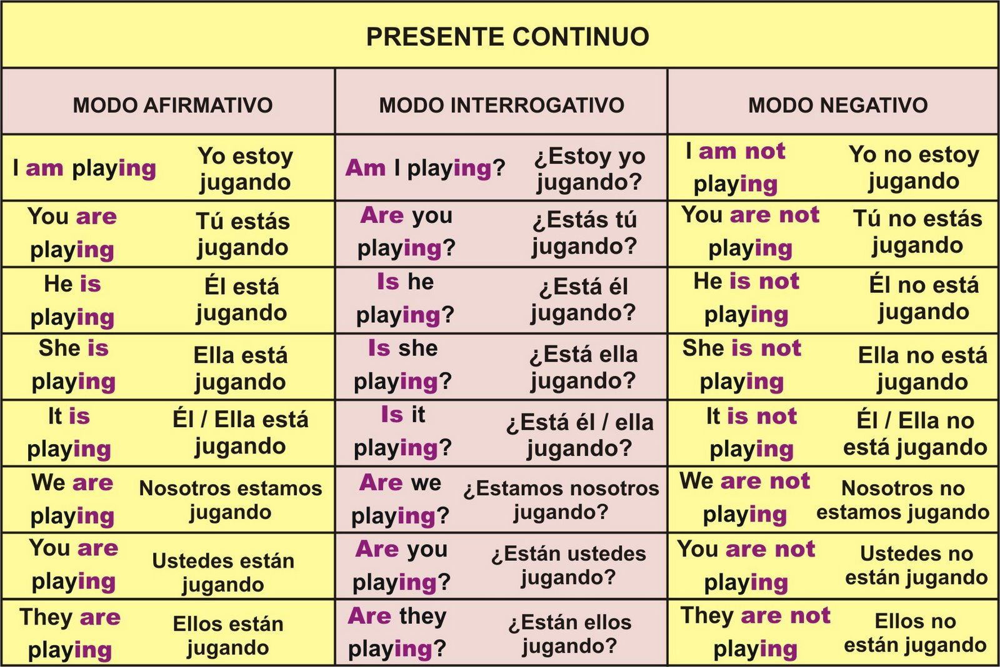 PRESENTE CONTINUO
MODO AFIRMATIVO
MODO INTERROGATIVO
MODO NEGATIVO
I am playing
Yo estoy
jugando
Am I playing?
¿Estoy yo
jugando?
I am not
playing
Yo no estoy
jugando
You are
playing
Tú estás
jugando
Are you
playing?
¿Estás tú
jugando?
You are not
playing
Tú no estás
jugando
He is
playing
Él está
jugando
Is he
playing?
¿Está él
jugando?
He is not
playing
Él no está
jugando
She is
playing
Ella está
jugando
Is she
playing?
¿Está ella
jugando?
She is not
playing
Ella no está
jugando
It is
playing
Él / Ella está
jugando
Is it
playing?
¿Está él / ella
jugando?
It is not
playing
Él / Ella no
está jugando
We are
playing
Nosotros estamos
jugando
Are we
playing?
¿Estamos nosotros
jugando?
We are not
playing
Nosotros no
estamos jugando
You are
playing
Ustedes están
jugando
Are you
playing?
¿Están ustedes
jugando?
You are not
playing
Ustedes no
están jugando
They are
playing
Ellos están
jugando
Are they
playing?
¿Están ellos
jugando?
They are not
playing
Ellos no
están jugando